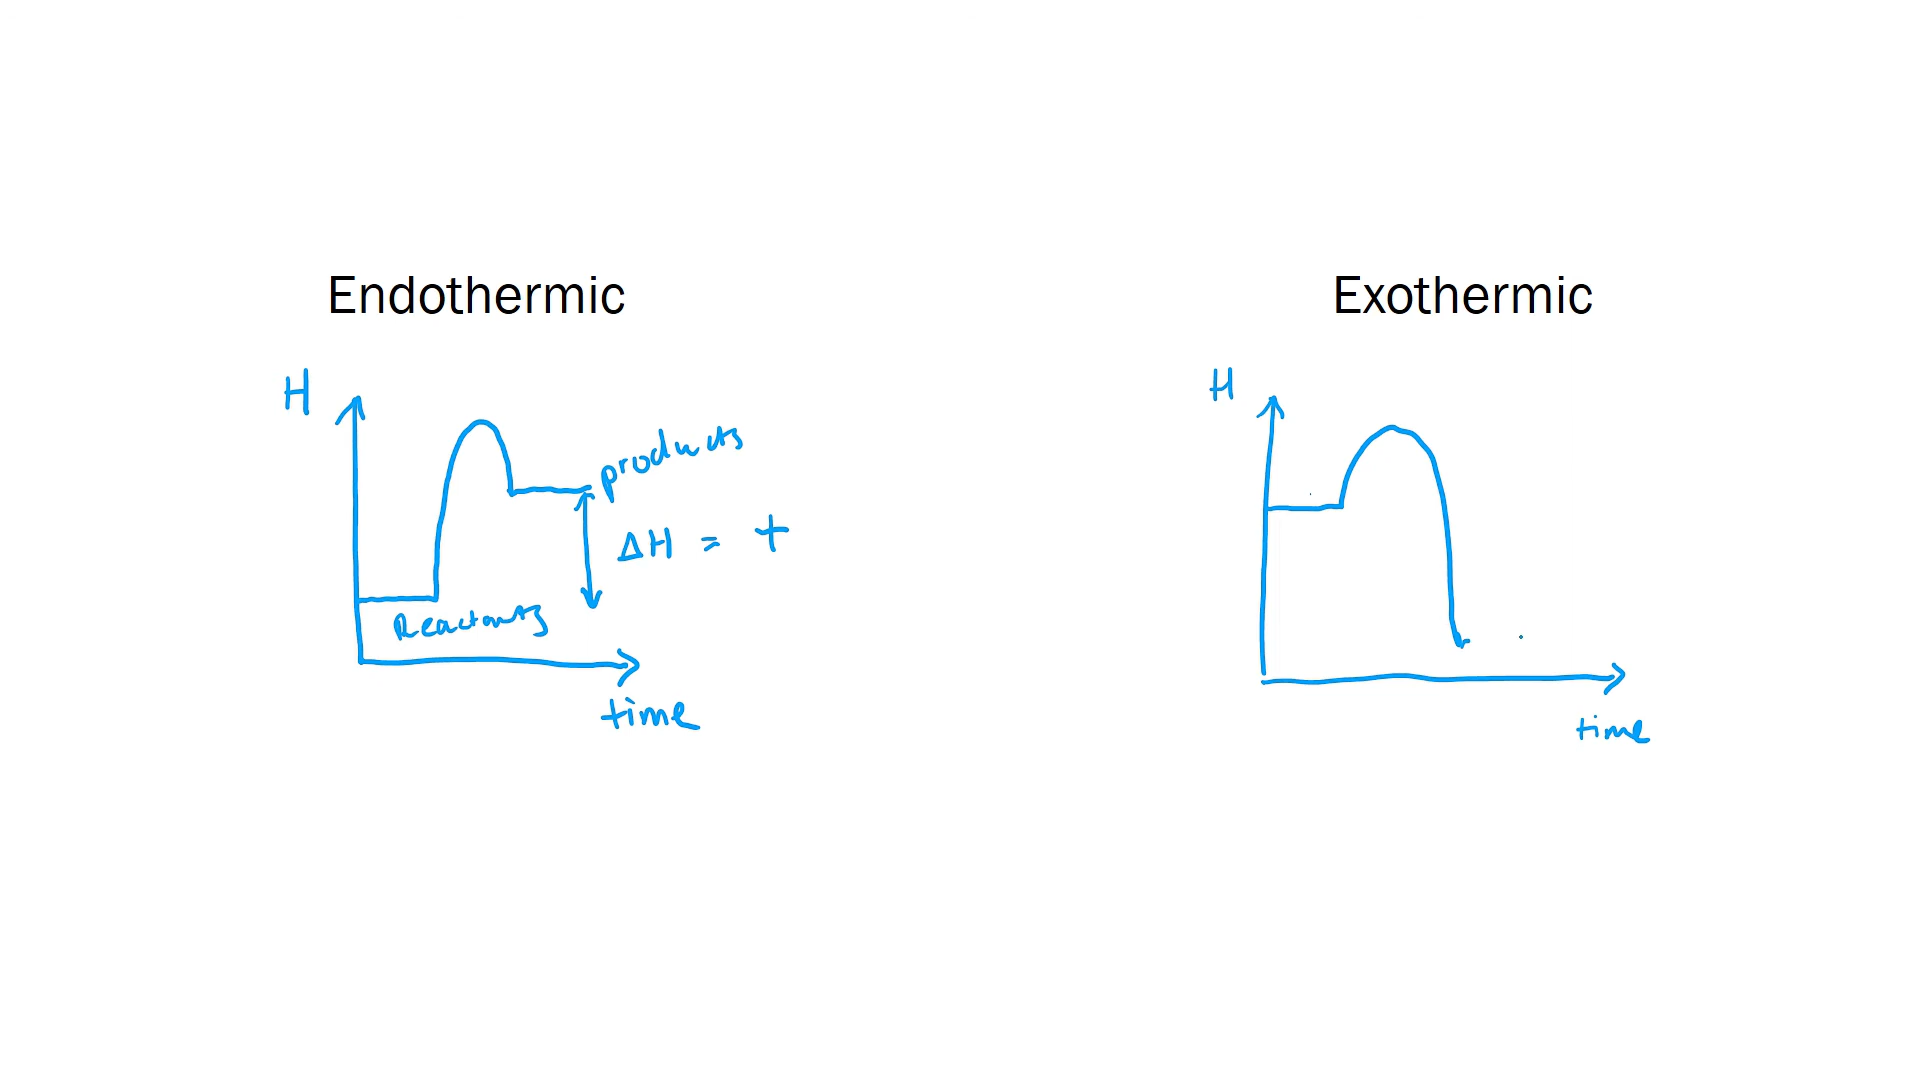 Endothermic
H
products
ΔH = +
Reactants
time
Exothermic
H
time